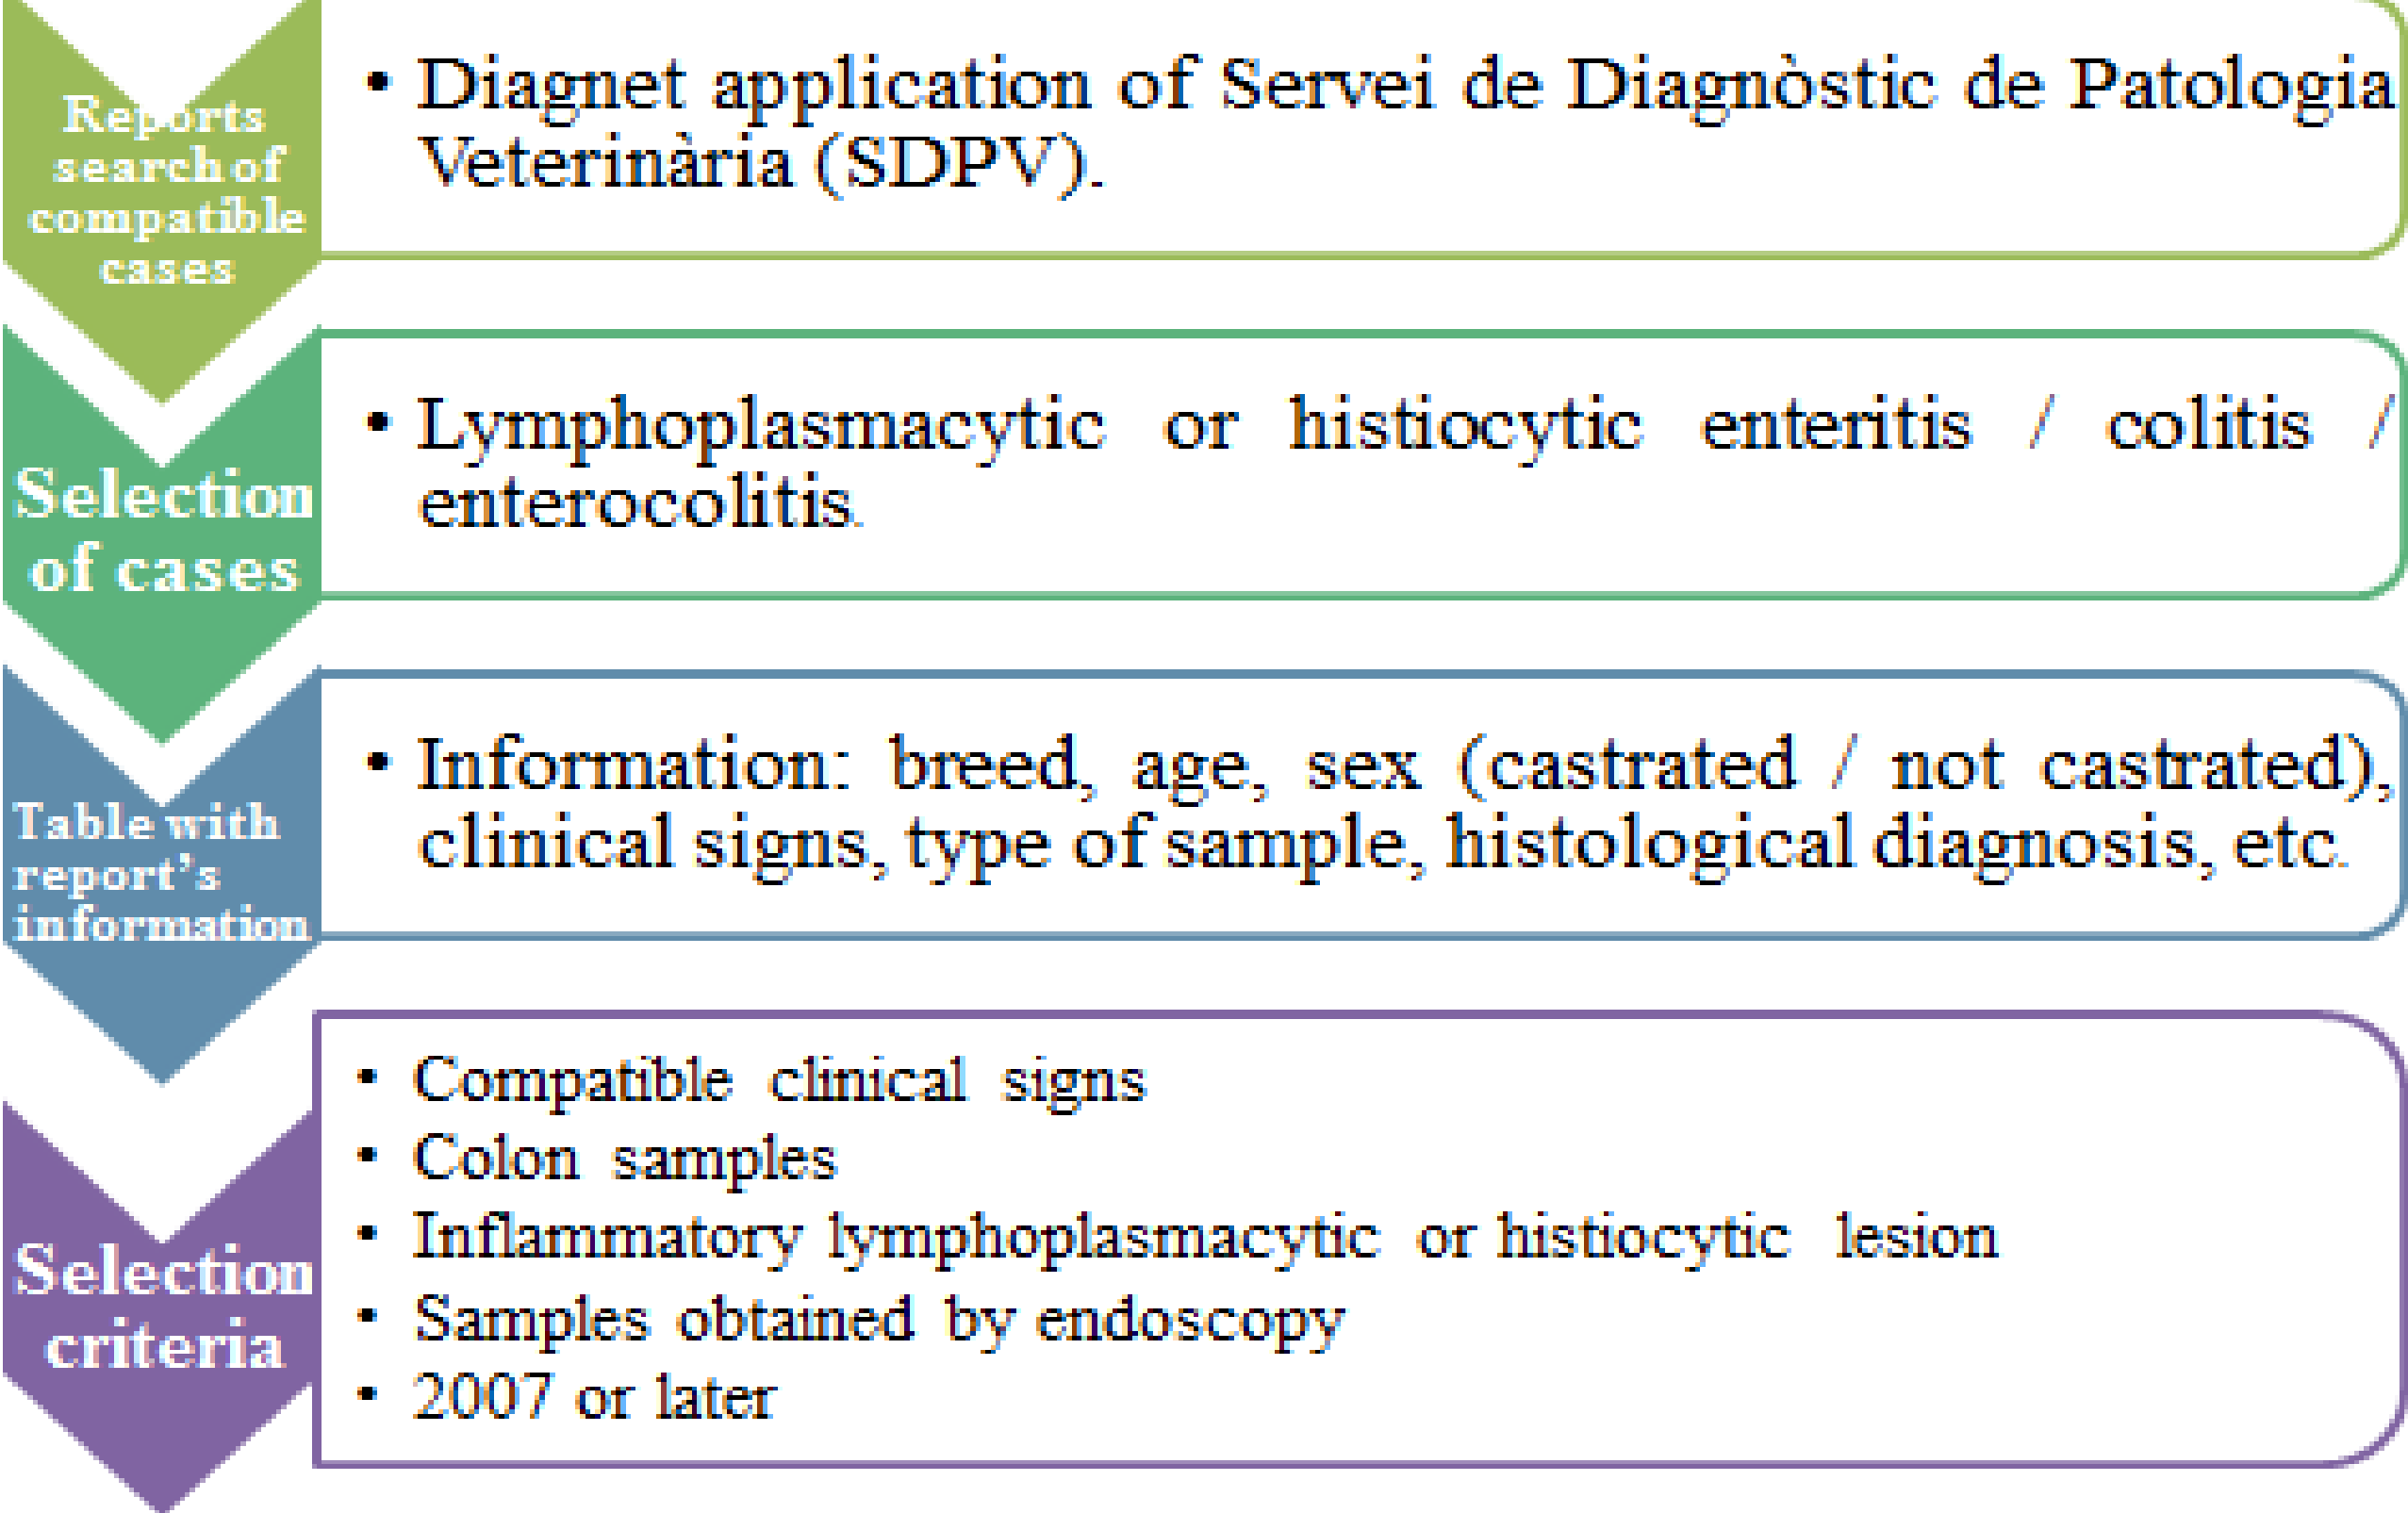 Reports
search of
compatible
cases
• Diagnet application of Servei de Diagnòstic de Patologia
Veterinària (SDPV).
Selection
of cases
• Lymphoplasmacytic or histiocytic enteritis / colitis /
enterocolitis.
Table with
report’s
information
• Information: breed, age, sex (castrated / not castrated),
clinical signs, type of sample, histological diagnosis, etc.
Selection
criteria
• Compatible clinical signs
• Colon samples
• Inflammatory lymphoplasmacytic or histiocytic lesion
• Samples obtained by endoscopy
• 2007 or later